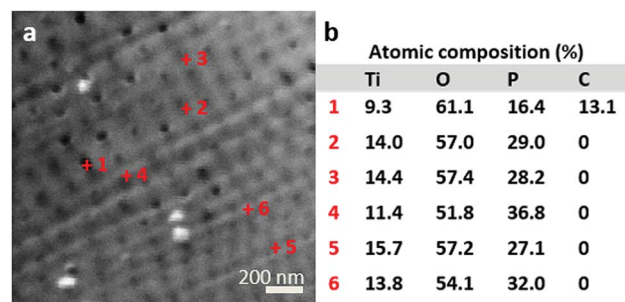 a
+ 3
+ 2
+ 1
+ 4
+ 6
+ 5
200 nm
b
Atomic composition (%)
Ti O P C
1 9.3 61.1 16.4 13.1
2 14.0 57.0 29.0 0
3 14.4 57.4 28.2 0
4 11.4 51.8 36.8 0
5 15.7 57.2 27.1 0
6 13.8 54.1 32.0 0